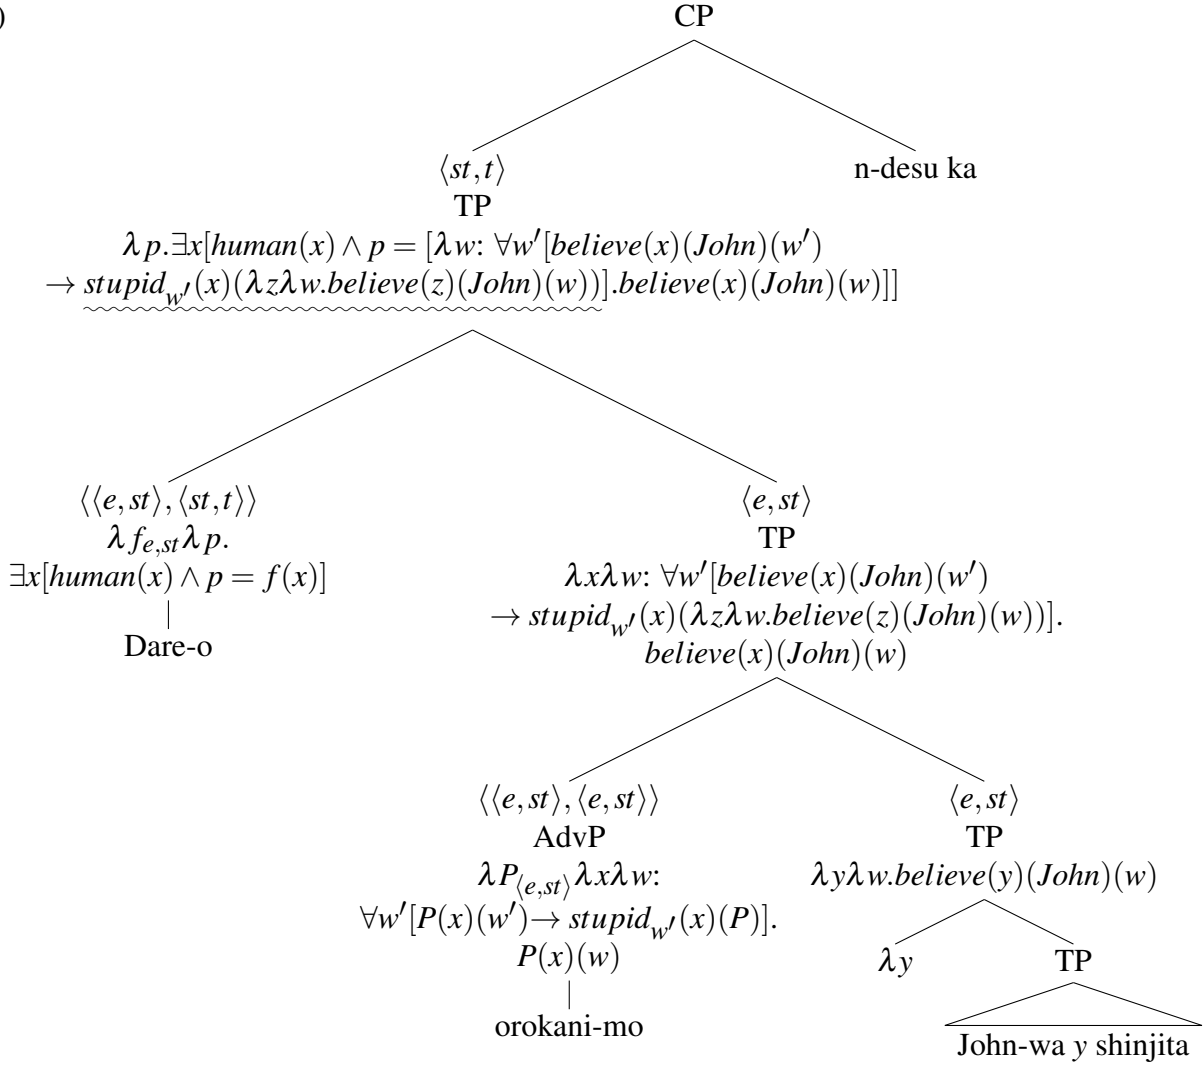 )
CP
⟨st,t⟩
TP
n-desu ka
λp.∃x[human(x) ∧ p = [λw: ∀w′[believe(x)(John)(w′)
→ stupid_w′(x)(λzλw.believe(z)(John)(w))].believe(x)(John)(w)]]
⟨⟨e,st⟩,⟨st,t⟩⟩
λf_e,st λp.
∃x[human(x) ∧ p = f(x)]
Dare-o
⟨e,st⟩
TP
λxλw: ∀w′[believe(x)(John)(w′)
→ stupid_w′(x)(λzλw.believe(z)(John)(w))].
believe(x)(John)(w)
⟨⟨e,st⟩,⟨e,st⟩⟩
AdvP
λP_⟨e,st⟩ λxλw:
∀w′[P(x)(w′)→ stupid_w′(x)(P)].
P(x)(w)
orokani-mo
⟨e,st⟩
TP
λyλw.believe(y)(John)(w)
λy
TP
John-wa y shinjita